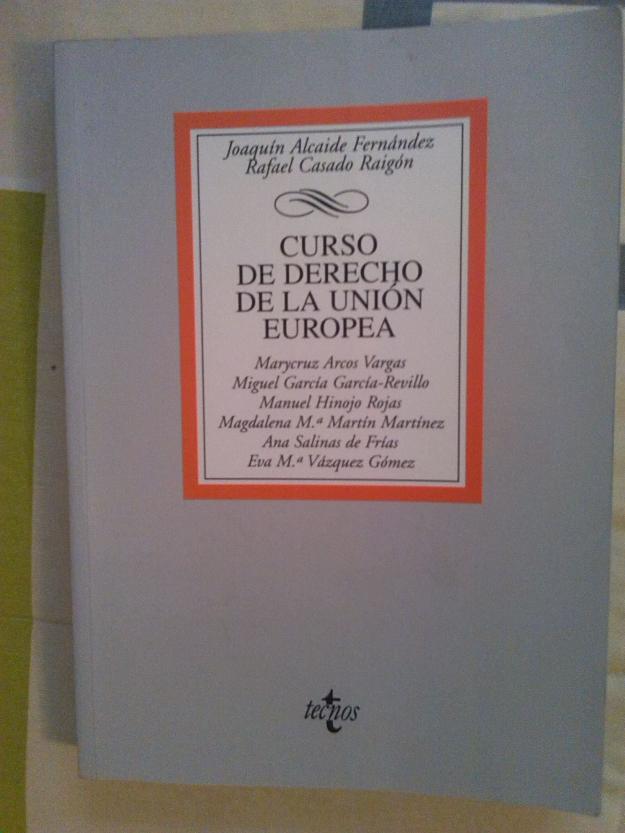 Joaquín Alcaide Fernández
Rafael Casado Raigón
CURSO
DE DERECHO
DE LA UNIÓN
EUROPEA
Marycruz Arcos Vargas
Miguel García García-Revillo
Manuel Hinojo Rojas
Magdalena M.ª Martín Martínez
Ana Salinas de Frías
Eva M.ª Vázquez Gómez
tecnos